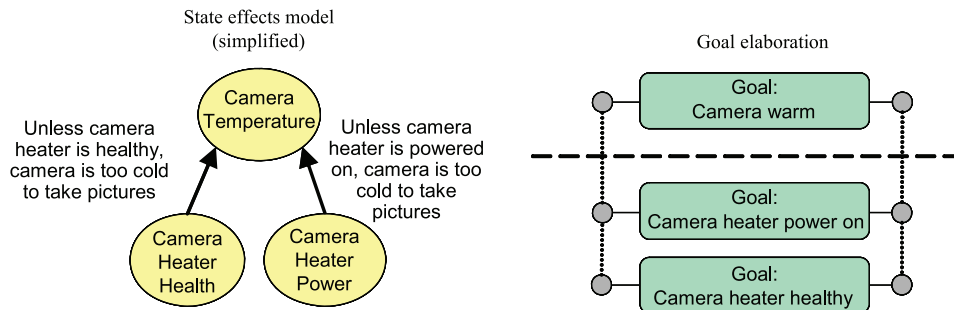 State effects model
(simplified)
Camera
Temperature
Unless camera
heater is healthy,
camera is too cold
to take pictures
Unless camera
heater is powered
on, camera is too
cold to take
pictures
Camera
Heater
Health
Camera
Heater
Power
Goal elaboration
Goal:
Camera warm
Goal:
Camera heater power on
Goal:
Camera heater healthy